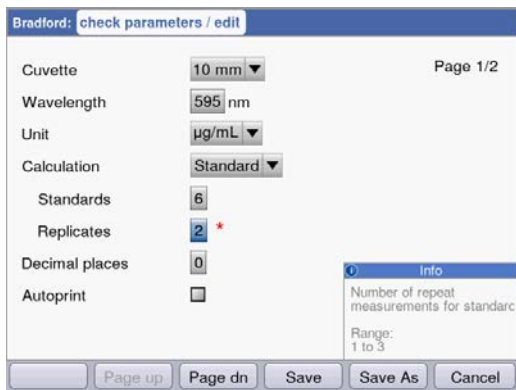 Bradford: check parameters / edit
Cuvette 10 mm Page 1/2
Wavelength 595 nm
Unit µg/mL
Calculation Standard
Standards 6
Replicates 2 *
Decimal places 0
Autoprint
Info
Number of repeat
measurements for standarc
Range:
1 to 3
Page up Page dn Save Save As Cancel